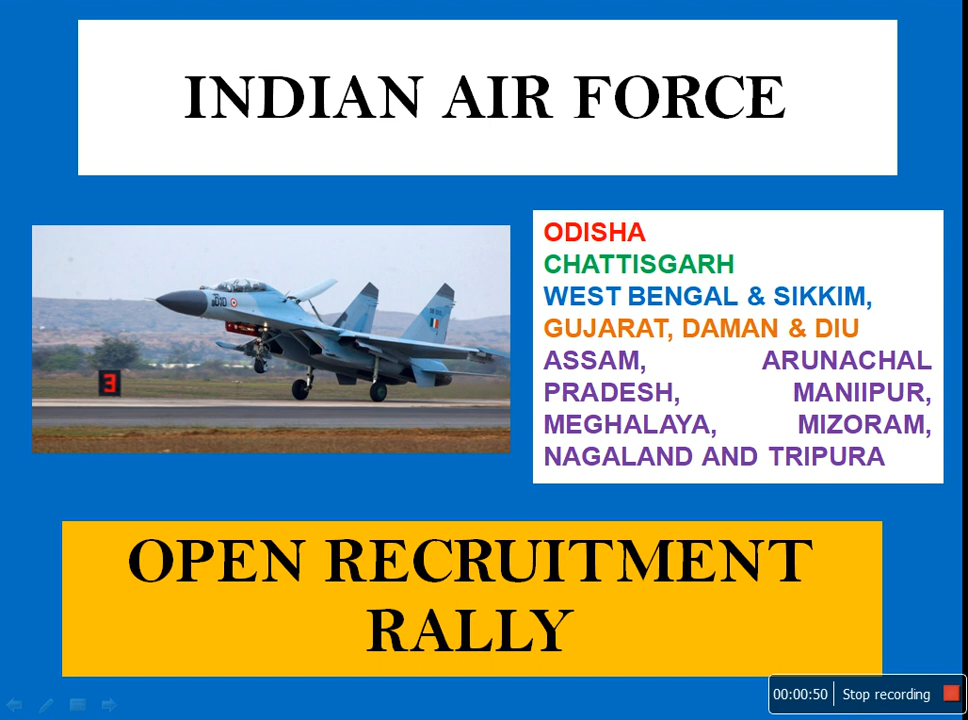 INDIAN AIR FORCE
ODISHA
CHATTISGARH
WEST BENGAL & SIKKIM,
GUJARAT, DAMAN & DIU
ASSAM, ARUNACHAL
PRADESH, MANIIPUR,
MEGHALAYA, MIZORAM,
NAGALAND AND TRIPURA
3
OPEN RECRUITMENT
RALLY
00:00:50 Stop recording